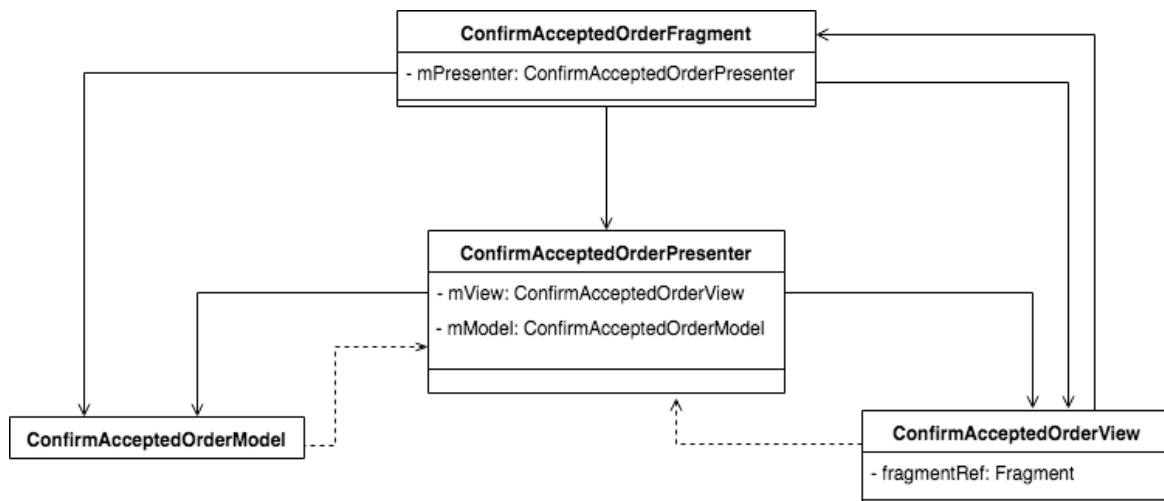 ConfirmAcceptedOrderFragment
- mPresenter: ConfirmAcceptedOrderPresenter
ConfirmAcceptedOrderPresenter
- mView: ConfirmAcceptedOrderView
- mModel: ConfirmAcceptedOrderModel
ConfirmAcceptedOrderModel
ConfirmAcceptedOrderView
- fragmentRef: Fragment